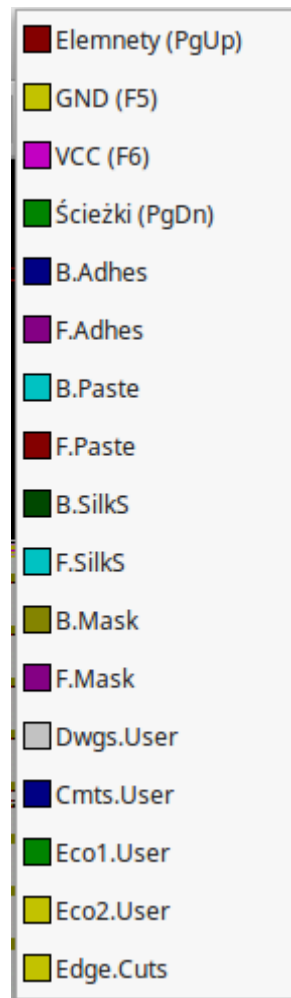 Elemnety (PgUp)
GND (F5)
VCC (F6)
Ścieżki (PgDn)
B.Adhes
F.Adhes
B.Paste
F.Paste
B.SilkS
F.SilkS
B.Mask
F.Mask
Dwgs.User
Cmts.User
Eco1.User
Eco2.User
Edge.Cuts